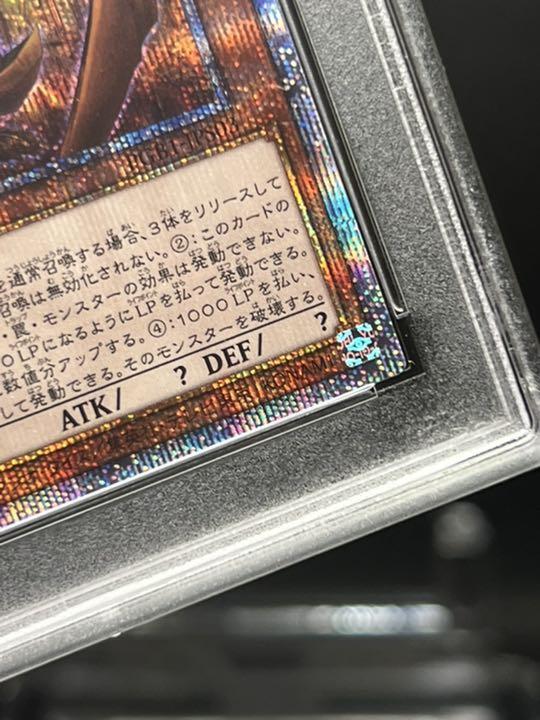 を通常召喚する場合、3体をリリースして
召喚は無効化されない。②:このカードの
・罠・モンスターの効果は発動できない。
0LPになるようにLPを払って発動できる。
数値分アップする。④:1000LPを払い、
して発動できる。そのモンスターを破壊する。
ATK/ ? DEF/ ?
KONAMI